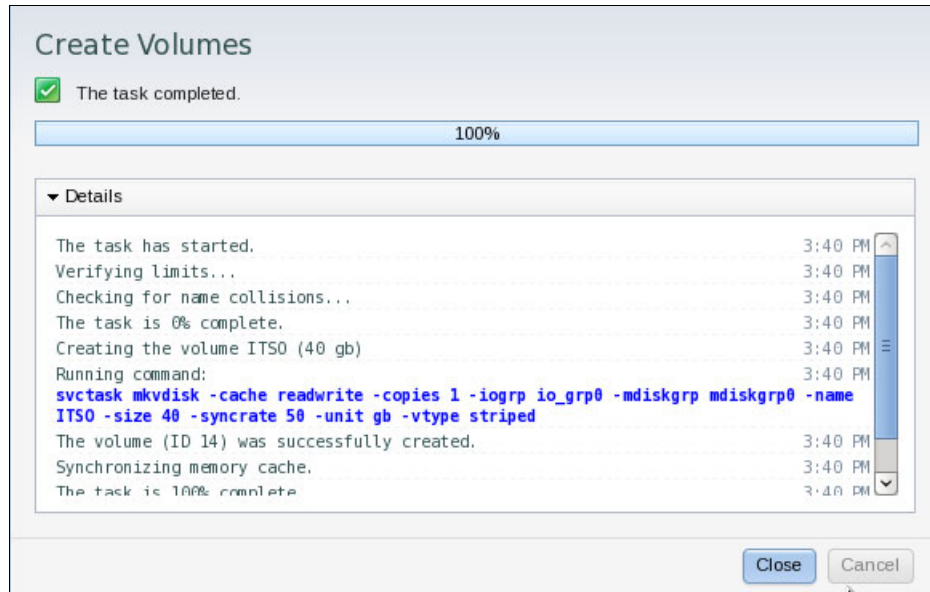 Create Volumes
The task completed.
100%
Details
The task has started. 3:40 PM
Verifying limits... 3:40 PM
Checking for name collisions... 3:40 PM
The task is 0% complete. 3:40 PM
Creating the volume ITSO (40 gb) 3:40 PM
Running command: 3:40 PM
svctask mkvdisk -cache readwrite -copies 1 -iogrp io_grp0 -mdiskgrp mdiskgrp0 -name
ITSO -size 40 -syncrate 50 -unit gb -vtype striped
The volume (ID 14) was successfully created. 3:40 PM
Synchronizing memory cache. 3:40 PM
The task is 100% complete 3:40 PM
Close Cancel